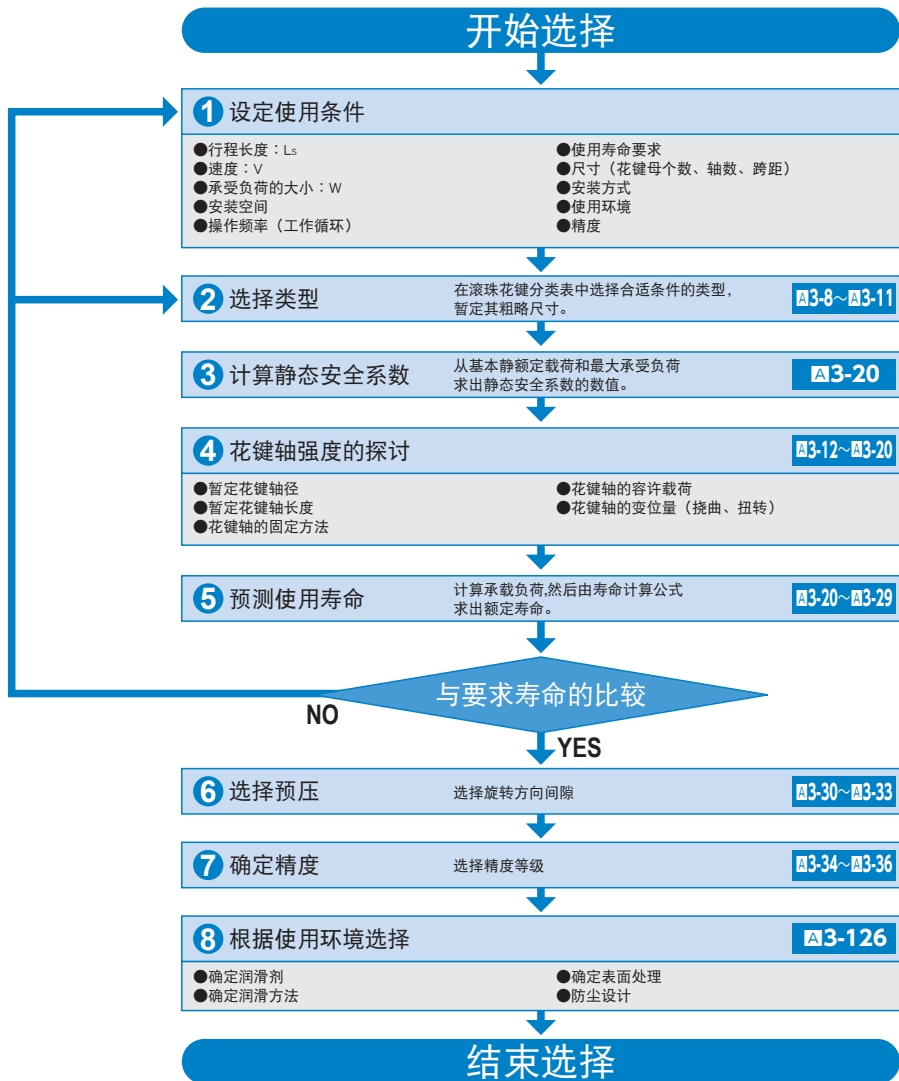 开始选择
1 设定使用条件
●行程长度：Ls
●速度：V
●承受负荷的大小：W
●安装空间
●操作频率（工作循环）
●使用寿命要求
●尺寸（花键母个数、轴数、跨距）
●安装方式
●使用环境
●精度
2 选择类型
在滚珠花键分类表中选择合适条件的类型，
暂定其粗略尺寸。
A3-8～A3-11
3 计算静态安全系数
从基本静额定载荷和最大承受负荷
求出静态安全系数的数值。
A3-20
4 花键轴强度的探讨
A3-12～A3-20
●暂定花键轴径
●暂定花键轴长度
●花键轴的固定方法
●花键轴的容许载荷
●花键轴的变位量（挠曲、扭转）
5 预测使用寿命
计算承载负荷,然后由寿命计算公式
求出额定寿命。
A3-20～A3-29
与要求寿命的比较
NO
YES
6 选择预压
选择旋转方向间隙
A3-30～A3-33
7 确定精度
选择精度等级
A3-34～A3-36
8 根据使用环境选择
A3-126
●确定润滑剂
●确定润滑方法
●确定表面处理
●防尘设计
结束选择